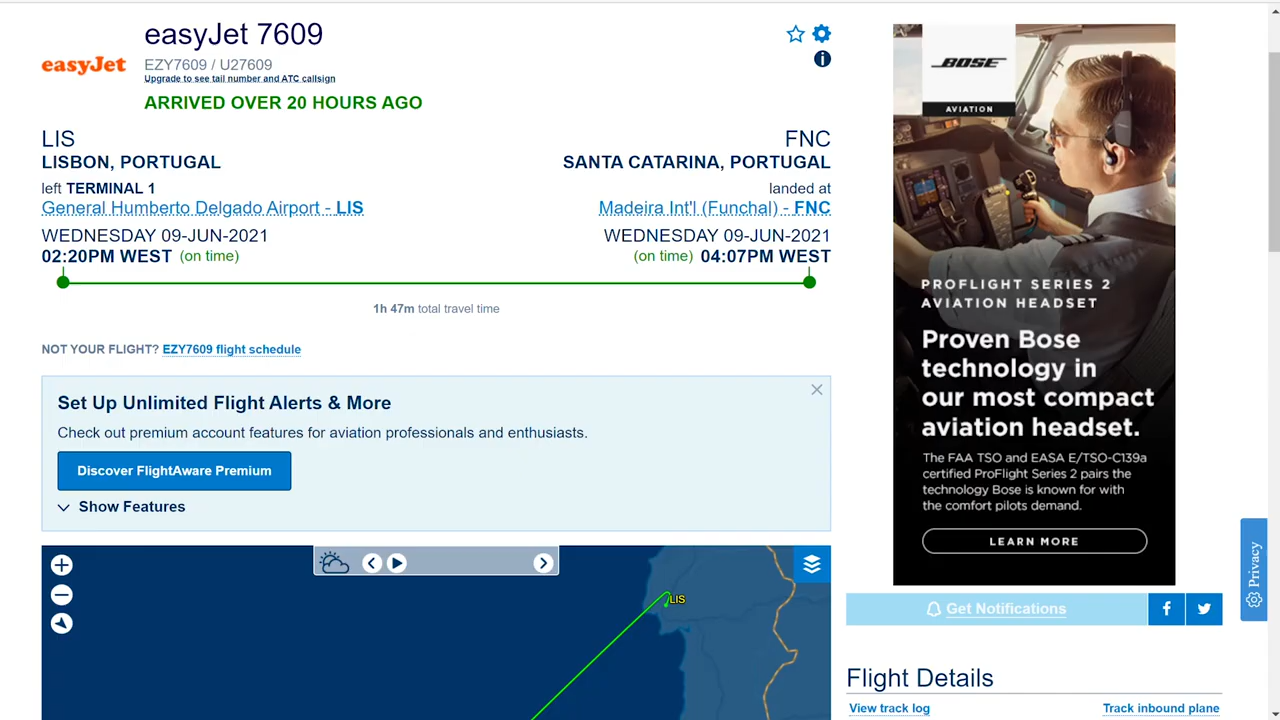 easyJet 7609
easyJet
EZY7609 / U27609
Upgrade to see tail number and ATC callsign
ARRIVED OVER 20 HOURS AGO
LIS
LISBON, PORTUGAL
left TERMINAL 1
General Humberto Delgado Airport - LIS
WEDNESDAY 09-JUN-2021
02:20PM WEST (on time)
FNC
SANTA CATARINA, PORTUGAL
landed at
Madeira Int'l (Funchal) - FNC
WEDNESDAY 09-JUN-2021
(on time) 04:07PM WEST
1h 47m total travel time
NOT YOUR FLIGHT? EZY7609 flight schedule
Set Up Unlimited Flight Alerts & More
Check out premium account features for aviation professionals and enthusiasts.
Discover FlightAware Premium
Show Features
LIS
BOSE
AVIATION
PROFLIGHT SERIES 2
AVIATION HEADSET
Proven Bose
technology in
our most compact
aviation headset.
The FAA TSO and EASA E/TSO-C139a
certified ProFlight Series 2 pairs the
technology Bose is known for with
the comfort pilots demand.
LEARN MORE
Get Notifications
Privacy
Flight Details
View track log
Track inbound plane